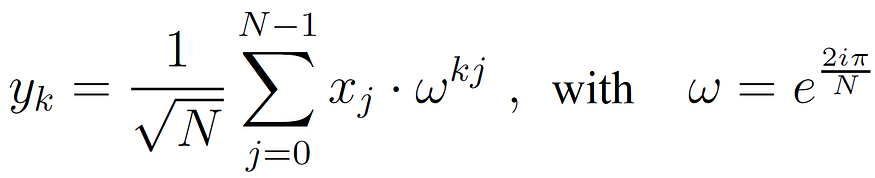 y_k = \frac{1}{\sqrt{N}} \sum_{j=0}^{N-1} x_j \cdot \omega^{kj} , with \omega = e^{\frac{2i\pi}{N}}